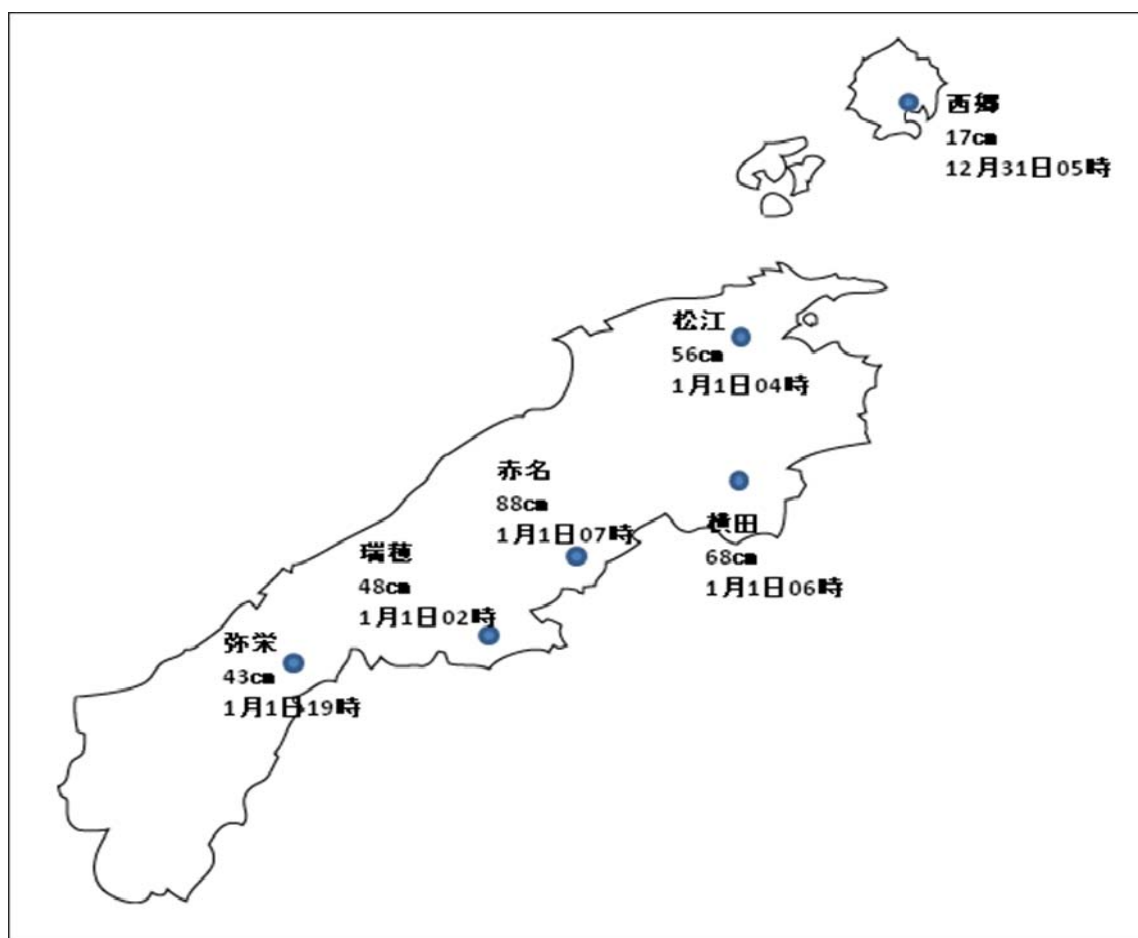 西郷
17cm
12月31日05時
松江
56cm
1月1日04時
赤名
88cm
1月1日07時
横田
68cm
1月1日06時
瑞穂
48cm
1月1日02時
弥栄
43cm
1月1日19時